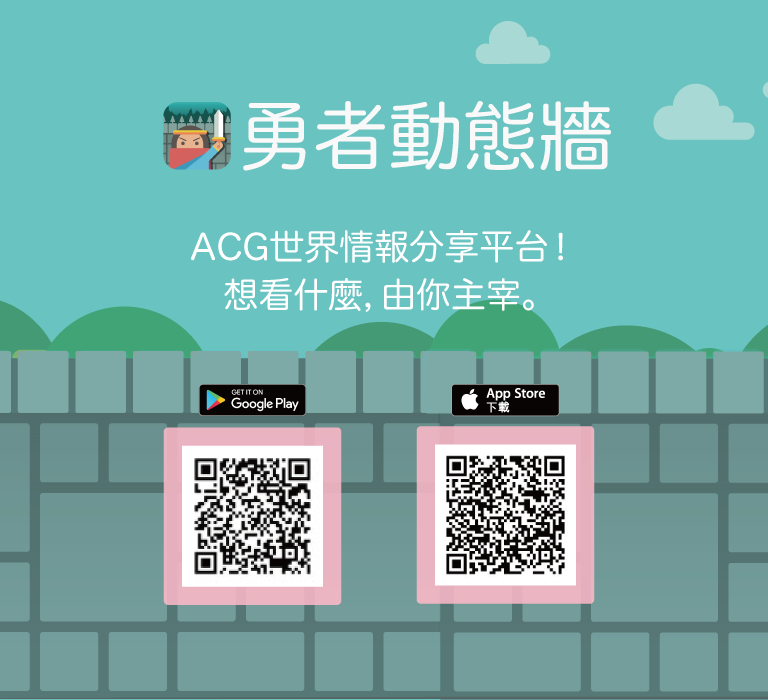 勇者動態牆
ACG世界情報分享平台！
想看什麼，由你主宰。
GET IT ON
Google Play
App Store
下載